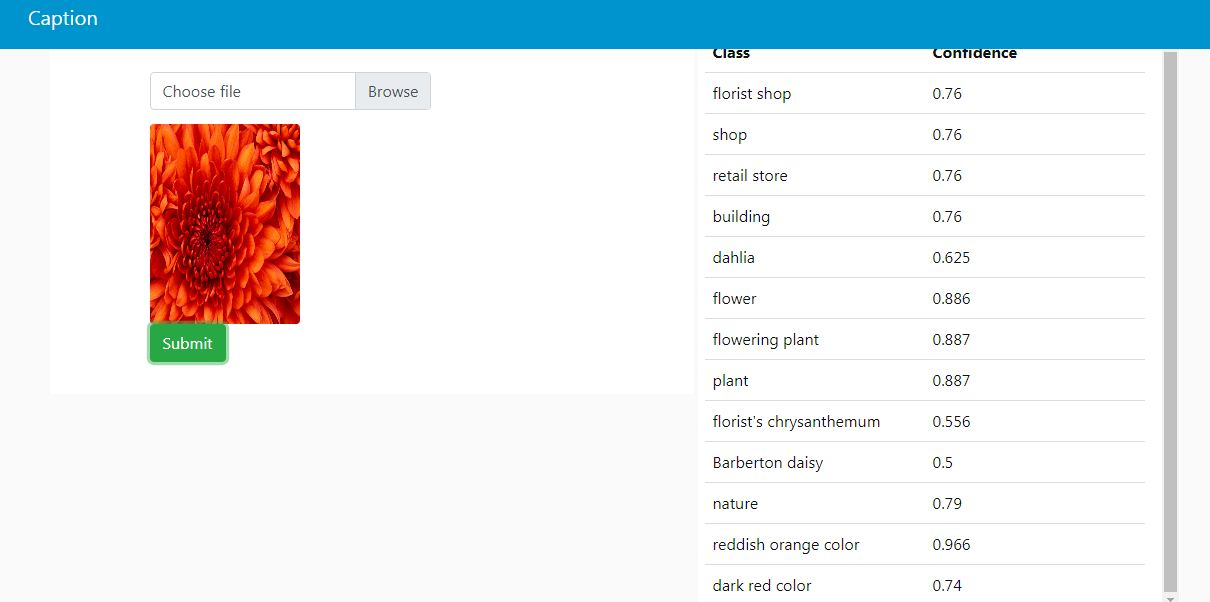 Caption
Choose file Browse
Submit
Class Confidence
florist shop 0.76
shop 0.76
retail store 0.76
building 0.76
dahlia 0.625
flower 0.886
flowering plant 0.887
plant 0.887
florist's chrysanthemum 0.556
Barberton daisy 0.5
nature 0.79
reddish orange color 0.966
dark red color 0.74